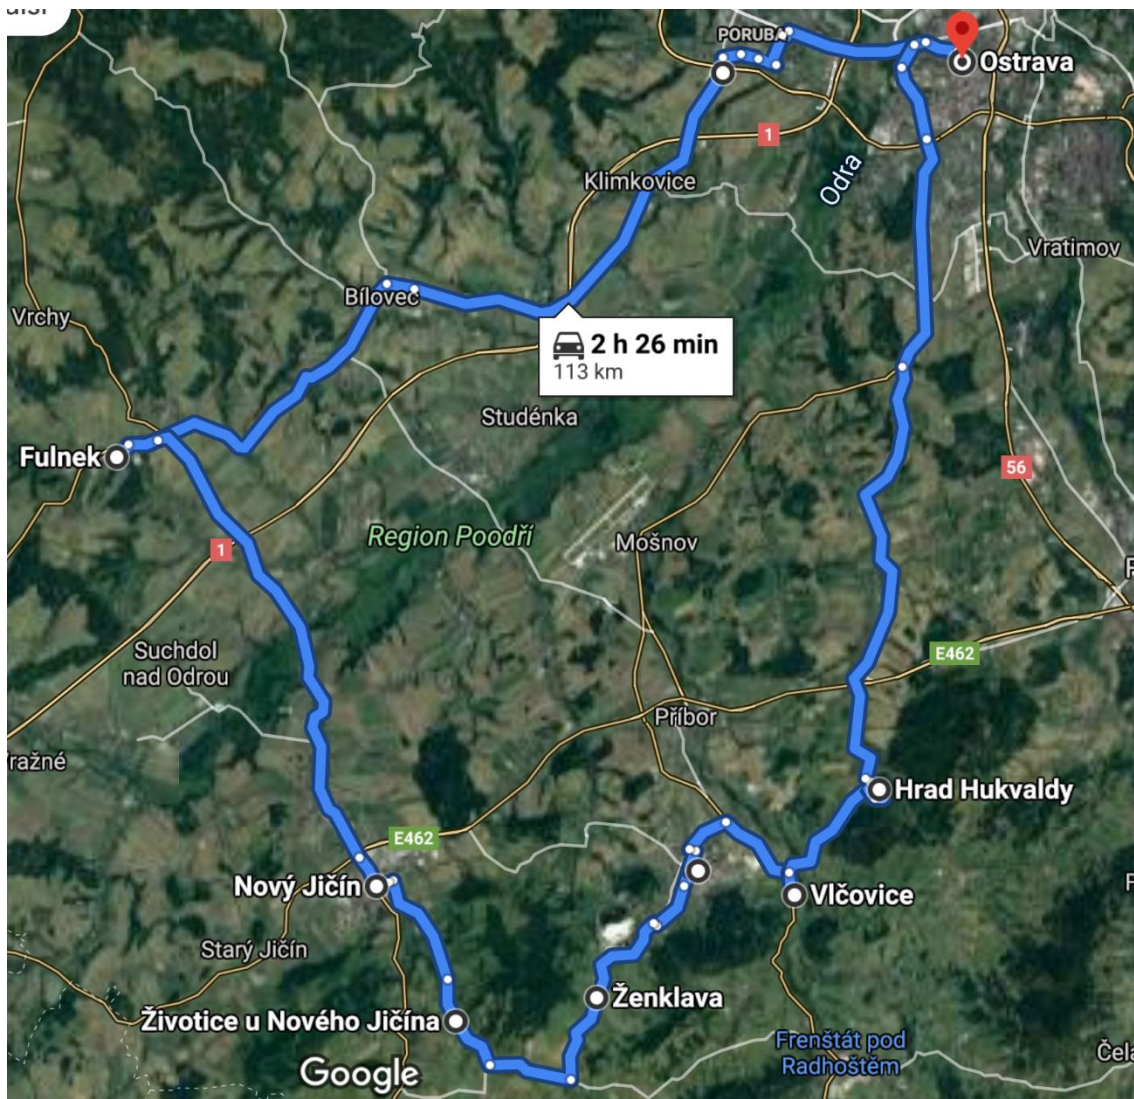 PORUBA
Ostrava
1
Klimkovice
Odra
Vratimov
Bílovec
Vrchy
2 h 26 min
113 km
Studénka
Fulnek
56
1
Region Poodří
Mošnov
Suchdol
nad Odrou
E462
Příbor
Hrad Hukvaldy
E462
Nový Jičín
Vlčovice
Starý Jičín
Ženklava
Životice u Nového Jičína
Frenštát pod
Radhoštěm
Google